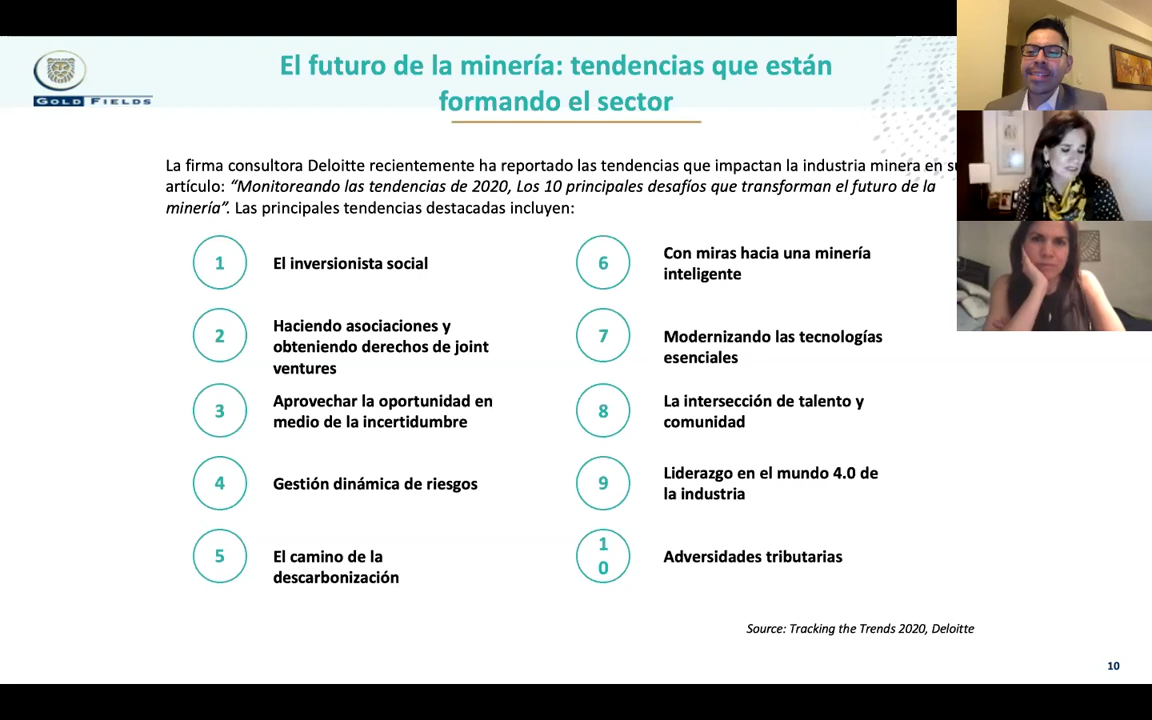 GOLD FIELDS
El futuro de la minería: tendencias que están
formando el sector
La firma consultora Deloitte recientemente ha reportado las tendencias que impactan la industria minera en su
artículo: “Monitoreando las tendencias de 2020, Los 10 principales desafíos que transforman el futuro de la
minería”. Las principales tendencias destacadas incluyen:
1
El inversionista social
2
Haciendo asociaciones y
obteniendo derechos de joint
ventures
3
Aprovechar la oportunidad en
medio de la incertidumbre
4
Gestión dinámica de riesgos
5
El camino de la
descarbonización
6
Con miras hacia una minería
inteligente
7
Modernizando las tecnologías
esenciales
8
La intersección de talento y
comunidad
9
Liderazgo en el mundo 4.0 de
la industria
1
0
Adversidades tributarias
Source: Tracking the Trends 2020, Deloitte
10